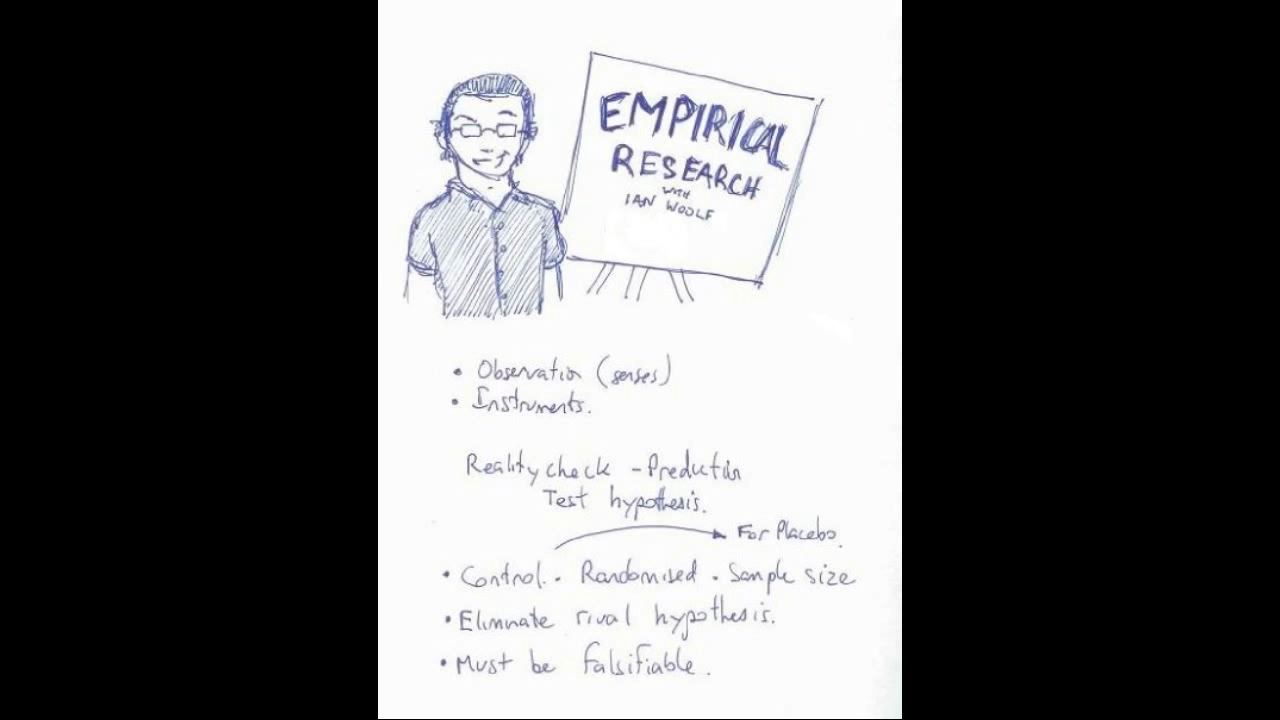 EMPIRICAL
RESEARCH
WITH
IAN WOOLF
• Observation (senses)
• Instruments.
Reality check - Prediction
Test hypothesis.
For Placebo.
• Control. • Randomised • Sample size
• Eliminate rival hypothesis.
• Must be falsifiable.